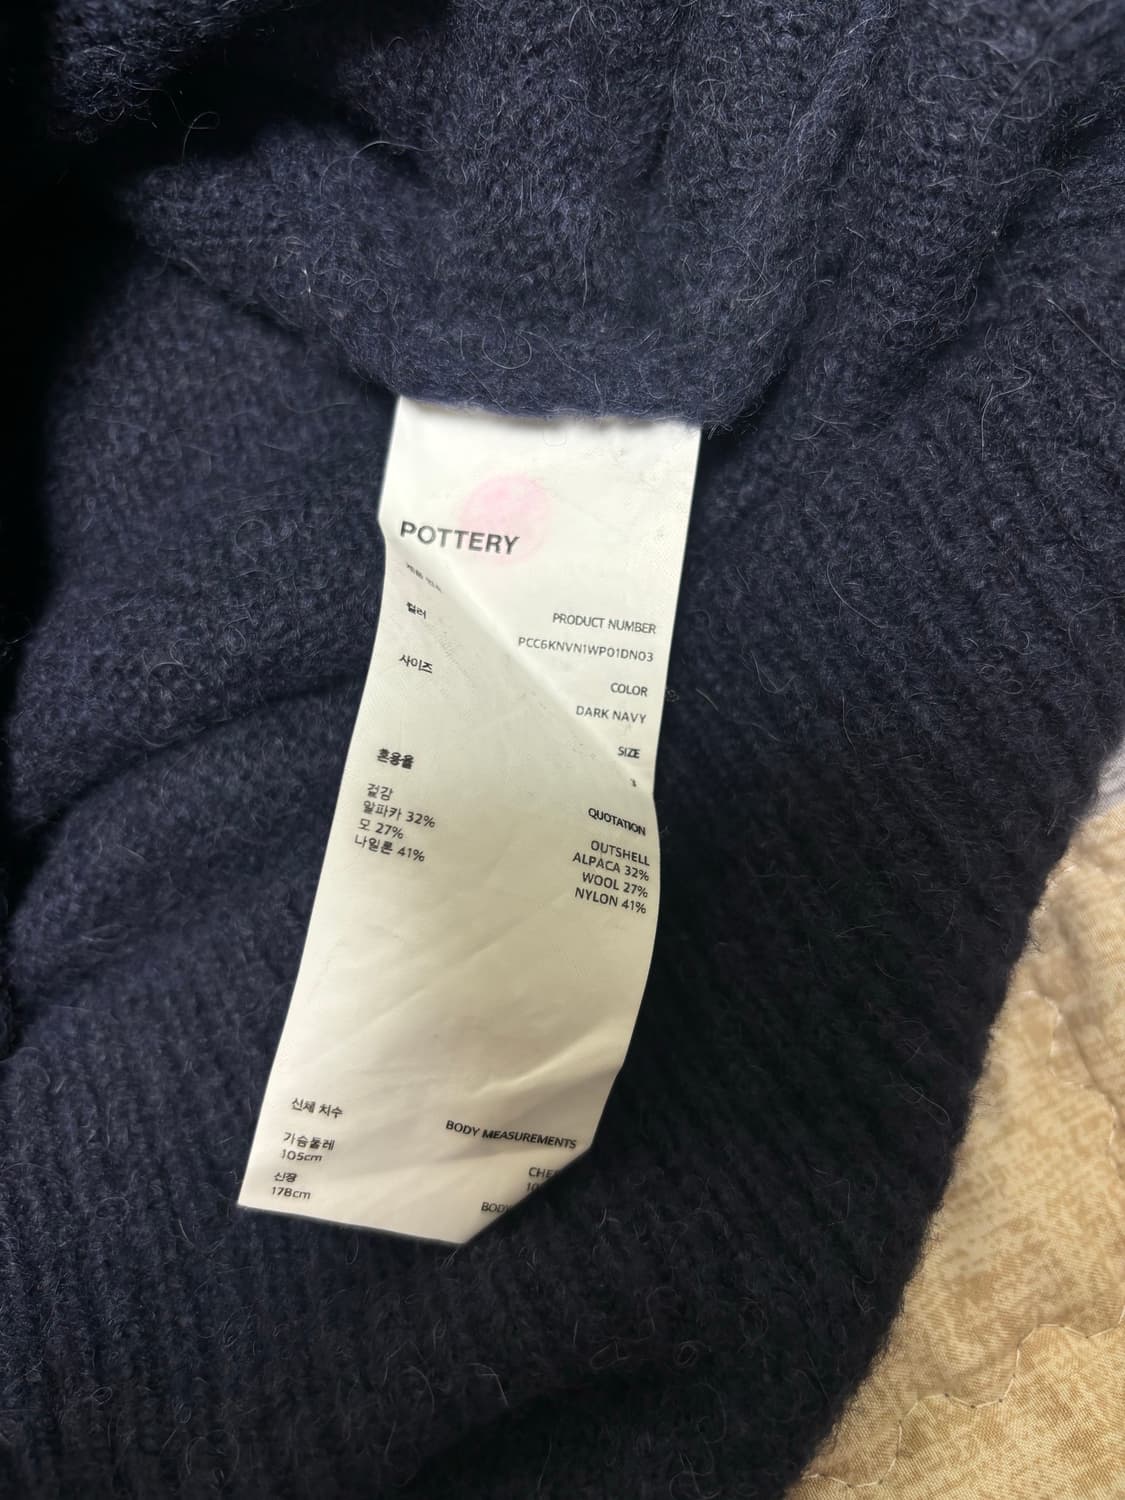 POTTERY
PRODUCT NUMBER
컬러
PCC6KNVN1WP01DN03
COLOR
사이즈
DARK NAVY
SIZE
3
혼용율
QUOTATION
겉감
OUTSHELL
알파카 32%
ALPACA 32%
모 27%
WOOL 27%
나일론 41%
NYLON 41%
신체 치수
BODY MEASUREMENTS
가슴둘레
105cm
신장
178cm
BODY